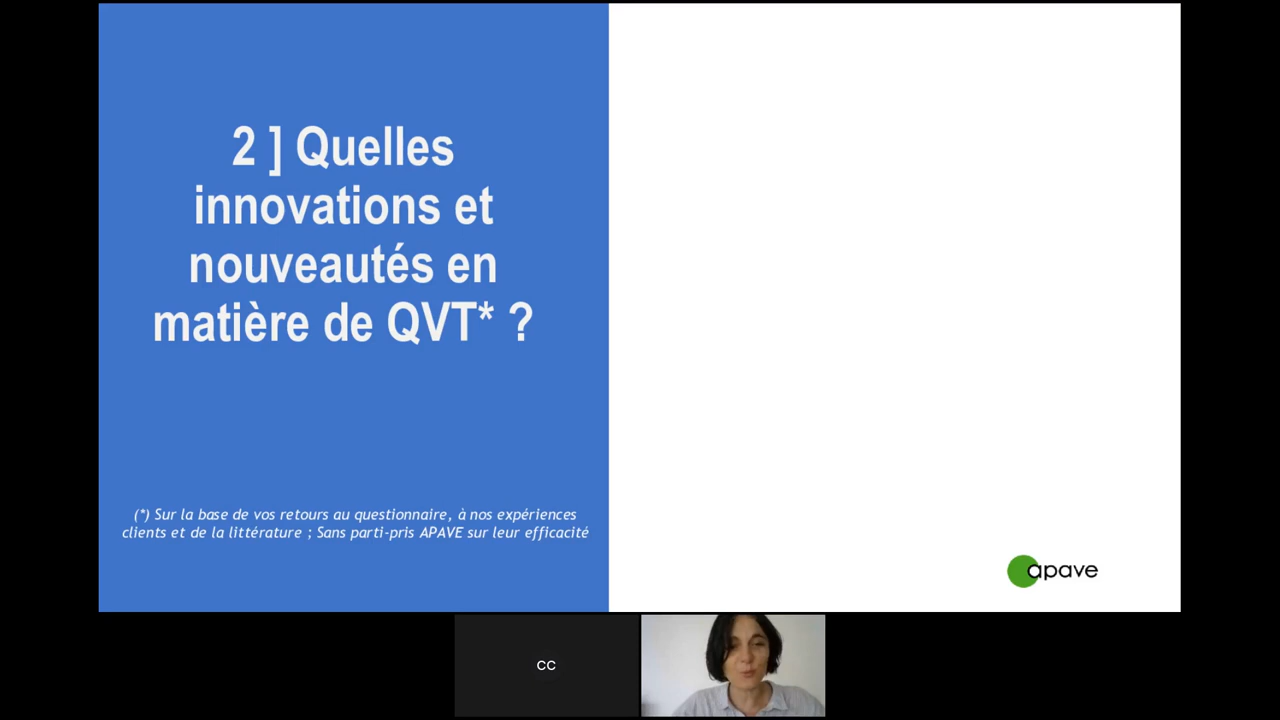 2 ] Quelles
innovations et
nouveautés en
matière de QVT* ?
(*) Sur la base de vos retours au questionnaire, à nos expériences
clients et de la littérature ; Sans parti-pris APAVE sur leur efficacité
apave
CC